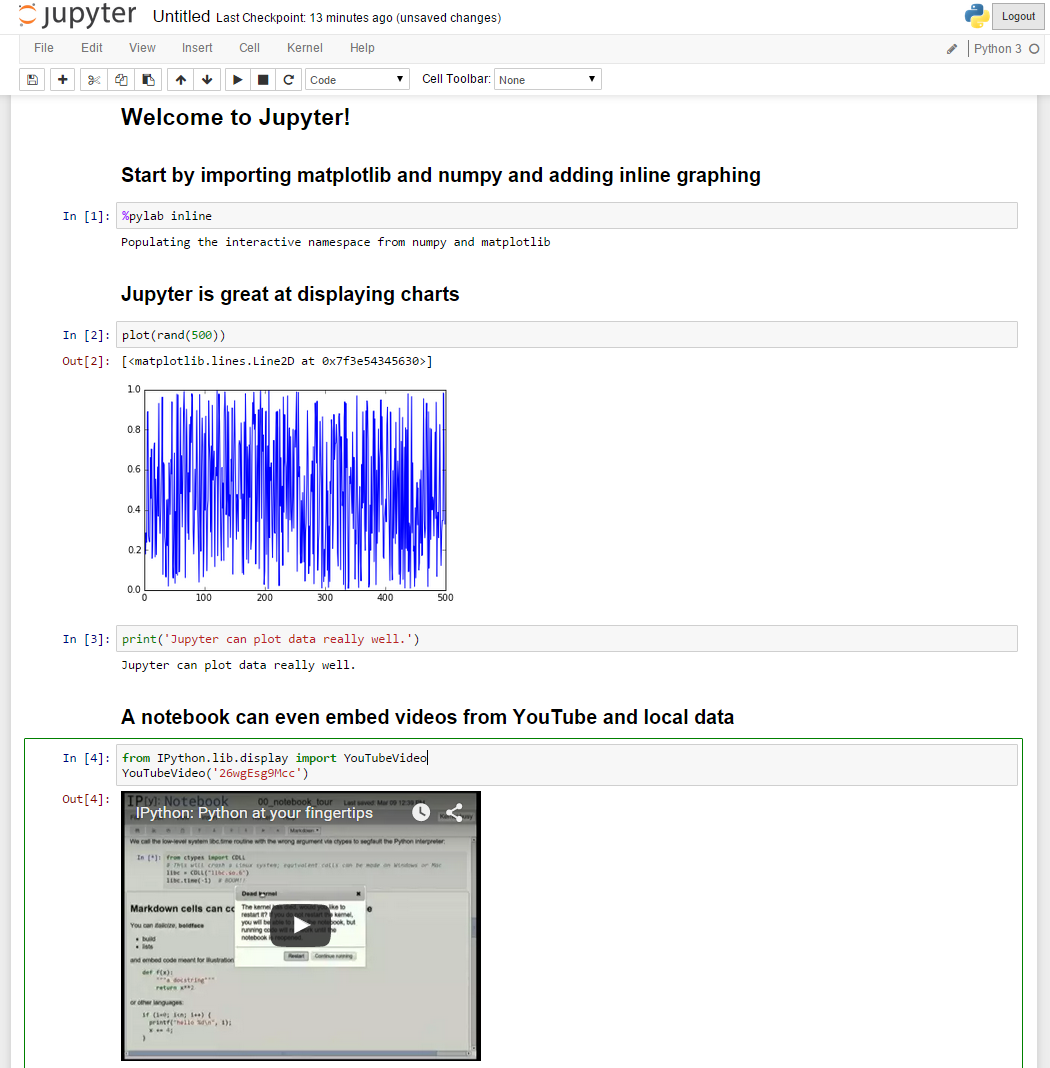 jupyter Untitled Last Checkpoint: 13 minutes ago (unsaved changes) Logout
File Edit View Insert Cell Kernel Help Python 3
Code Cell Toolbar: None
Welcome to Jupyter!
Start by importing matplotlib and numpy and adding inline graphing
In [1]: %pylab inline
Populating the interactive namespace from numpy and matplotlib
Jupyter is great at displaying charts
In [2]: plot(rand(500))
Out[2]: [<matplotlib.lines.Line2D at 0x7f3e54345630>]
1.0
0.8
0.6
0.4
0.2
0.0
0 100 200 300 400 500
In [3]: print('Jupyter can plot data really well.')
Jupyter can plot data really well.
A notebook can even embed videos from YouTube and local data
In [4]: from IPython.lib.display import YouTubeVideo
YouTubeVideo('26wgEsg9Mcc')
Out[4]: IP[y]: Notebook 00_notebook_tour Last saved: Mar 09 12:
IPython: Python at your fingertips
Markdown
We call the low-level system libc.time routine with the wrong argument via ctypes to segfault the Python interpreter:
In [*]: from ctypes import CDLL
# This will crash a Linux system; equivalent calls can be made on Windows or Mac
libc = CDLL("libc.so.6")
libc.time(-1) # BOOM!!
Dead kernel
The kernel has died, would you like to
restart it? If you do not restart the kernel,
you will be able to save the notebook, but
running code will not work until the
notebook is reopened.
Restart Continue running
Markdown cells can
You can italicize, boldface
build
lists
and embed code meant for illustration
def f(x):
"""a docstring"""
return x**2
or other languages:
if (i=0; i<n; i++) {
printf("hello %d\n", i);
x += 4;
}